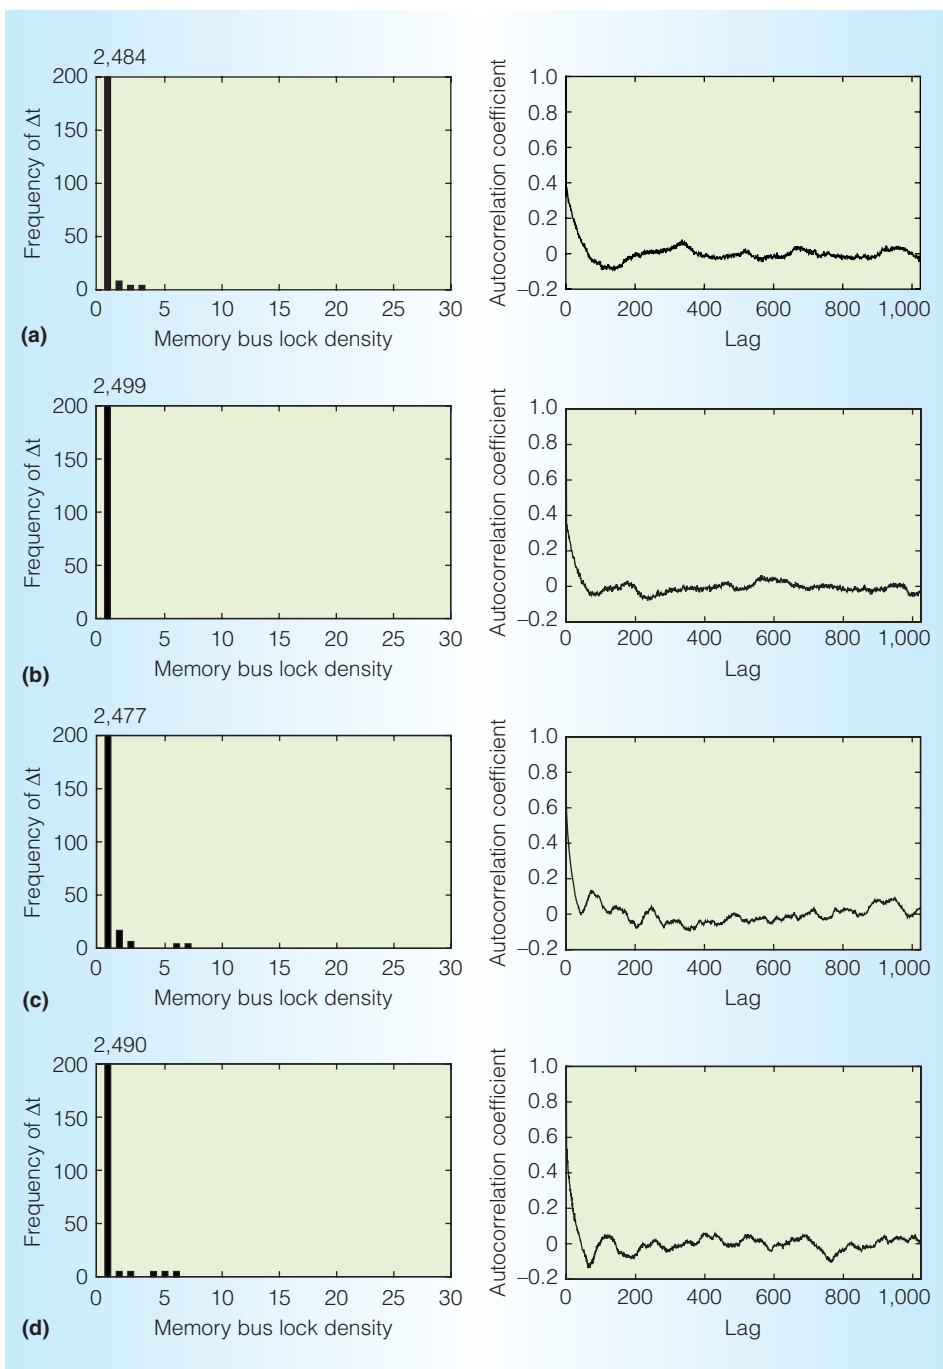 2,484
200
150
100
50
0
Frequency of Δt
0 5 10 15 20 25 30
Memory bus lock density
1.0
0.8
0.6
0.4
0.2
0
–0.2
Autocorrelation coefficient
0 200 400 600 800 1,000
Lag
(a)
2,499
200
150
100
50
0
Frequency of Δt
0 5 10 15 20 25 30
Memory bus lock density
1.0
0.8
0.6
0.4
0.2
0
–0.2
Autocorrelation coefficient
0 200 400 600 800 1,000
Lag
(b)
2,477
200
150
100
50
0
Frequency of Δt
0 5 10 15 20 25 30
Memory bus lock density
1.0
0.8
0.6
0.4
0.2
0
–0.2
Autocorrelation coefficient
0 200 400 600 800 1,000
Lag
(c)
2,490
200
150
100
50
0
Frequency of Δt
0 5 10 15 20 25 30
Memory bus lock density
1.0
0.8
0.6
0.4
0.2
0
–0.2
Autocorrelation coefficient
0 200 400 600 800 1,000
Lag
(d)